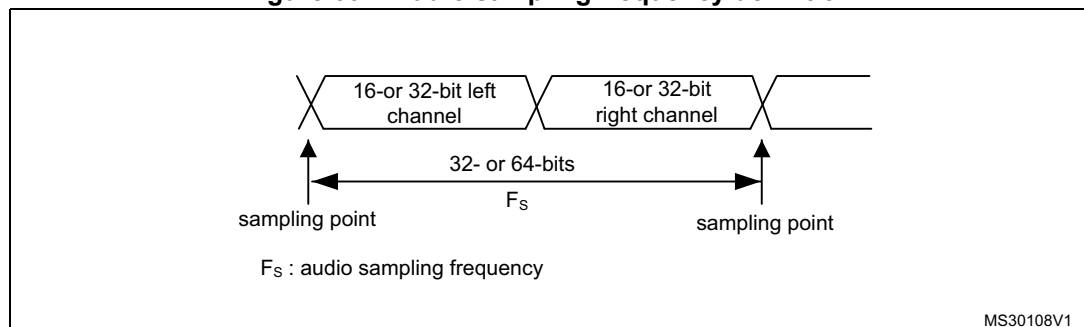 16-or 32-bit left
channel
16-or 32-bit
right channel
32- or 64-bits
FS
sampling point
sampling point
FS : audio sampling frequency
MS30108V1